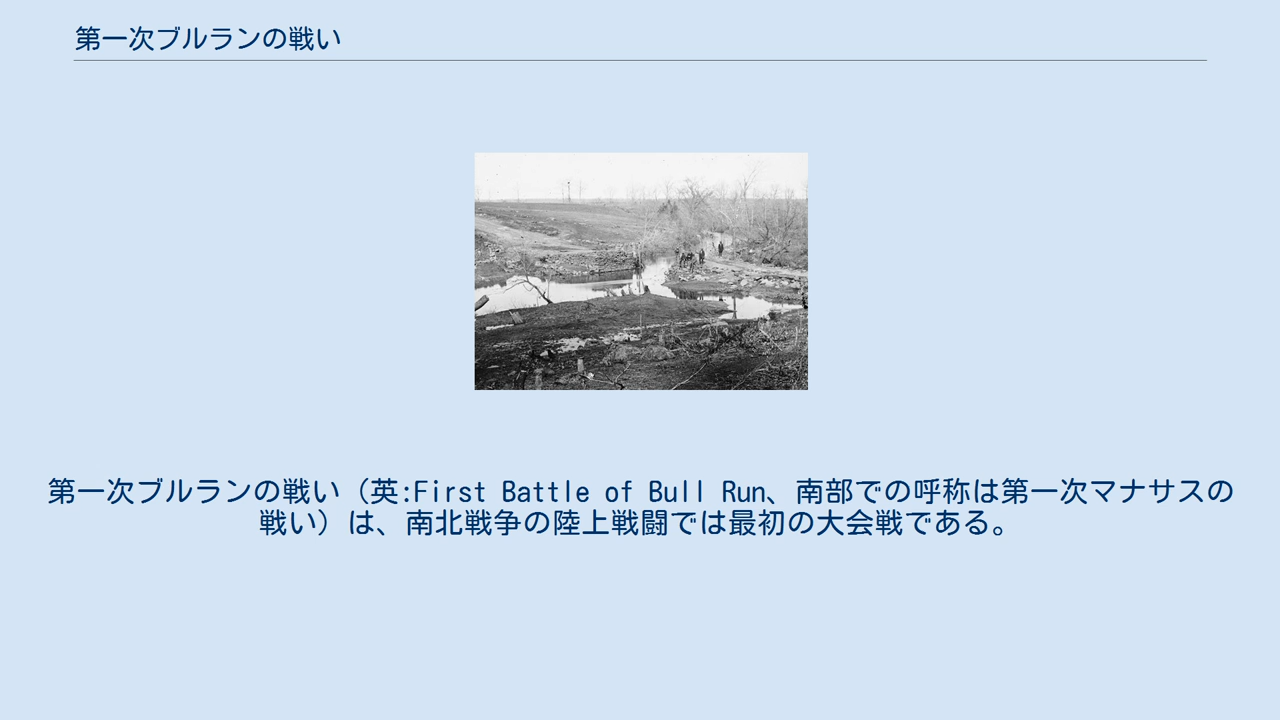 第一次ブルランの戦い
第一次ブルランの戦い（英:First Battle of Bull Run、南部での呼称は第一次マナサスの
戦い）は、南北戦争の陸上戦闘では最初の大会戦である。